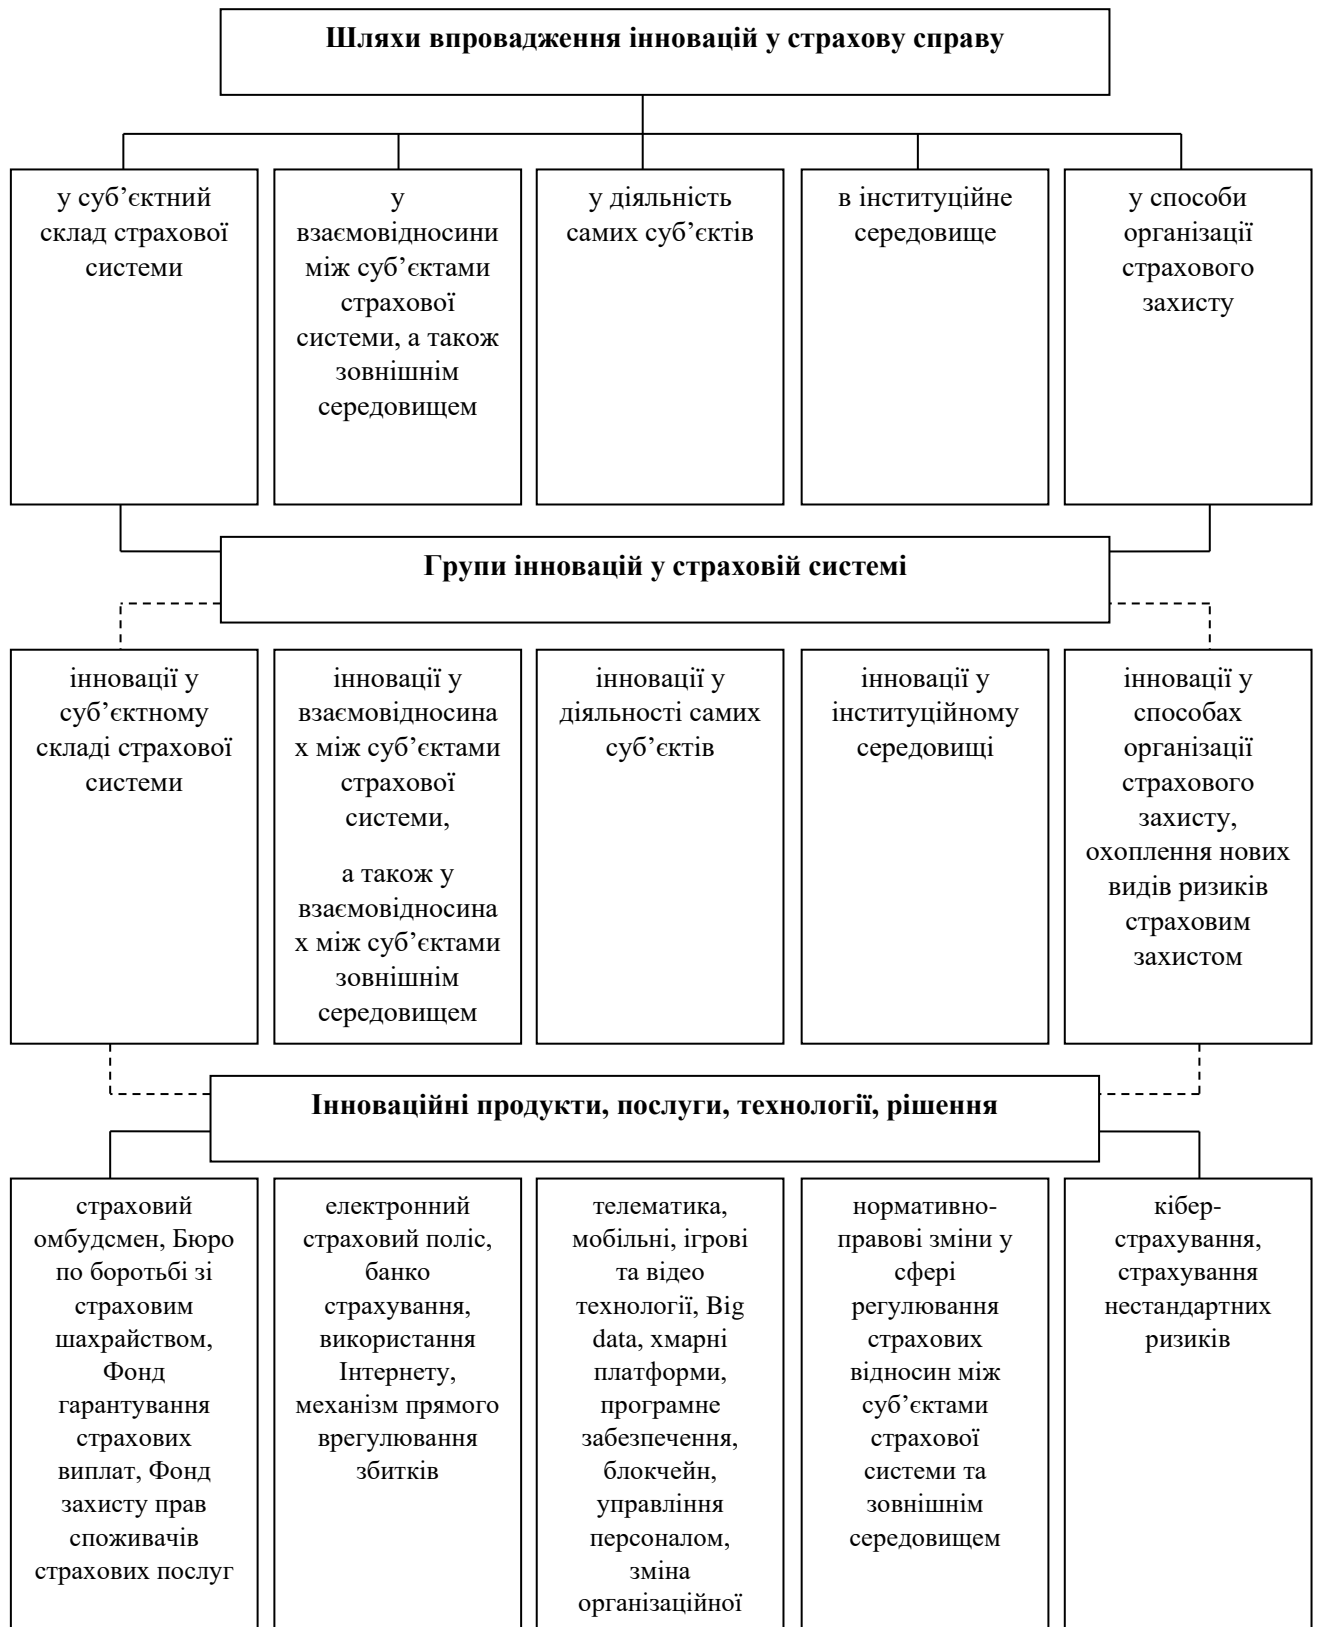 Шляхи впровадження інновацій у страхову справу
у суб’єктний
склад страхової
системи
у
взаємовідносини
між суб’єктами
страхової
системи, а також
зовнішнім
середовищем
у діяльність
самих суб’єктів
в інституційне
середовище
у способи
організації
страхового
захисту
Групи інновацій у страховій системі
інновації у
суб’єктному
складі страхової
системи
інновації у
взаємовідносина
х між суб’єктами
страхової
системи,
а також у
взаємовідносина
х між суб’єктами
зовнішнім
середовищем
інновації у
діяльності самих
суб’єктів
інновації у
інституційному
середовищі
інновації у
способах
організації
страхового
захисту,
охоплення нових
видів ризиків
страховим
захистом
Інноваційні продукти, послуги, технології, рішення
страховий
омбудсмен, Бюро
по боротьбі зі
страховим
шахрайством,
Фонд
гарантування
страхових
виплат, Фонд
захисту прав
споживачів
страхових послуг
електронний
страховий поліс,
банко
страхування,
використання
Інтернету,
механізм прямого
врегулювання
збитків
телематика,
мобільні, ігрові
та відео
технології, Big
data, хмарні
платформи,
програмне
забезпечення,
блокчейн,
управління
персоналом,
зміна
організаційної
нормативно-
правові зміни у
сфері
регулювання
страхових
відносин між
суб’єктами
страхової
системи та
зовнішнім
середовищем
кібер-
страхування,
страхування
нестандартних
ризиків